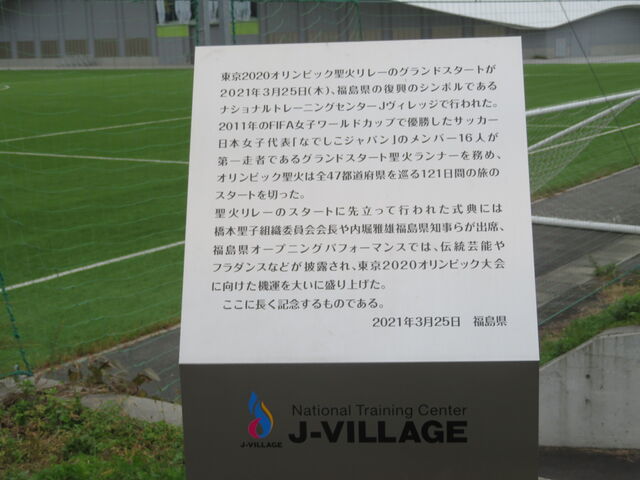 東京2020オリンピック聖火リレーのグランドスタートが
2021年3月25日(木)、福島県の復興のシンボルである
ナショナルトレーニングセンターJヴィレッジで行われた。
2011年のFIFA女子ワールドカップで優勝したサッカー
日本女子代表「なでしこジャパン」のメンバー16人が
第一走者であるグランドスタート聖火ランナーを務め、
オリンピック聖火は全47都道府県を巡る121日間の旅の
スタートを切った。
聖火リレーのスタートに先立って行われた式典には
橋本聖子組織委員会会長や内堀雅雄福島県知事らが出席、
福島県オープニングパフォーマンスでは、伝統芸能や
フラダンスなどが披露され、東京2020オリンピック大会
に向けた機運を大いに盛り上げた。
ここに長く記念するものである。
2021年3月25日 福島県
National Training Center
J-VILLAGE
J-VILLAGE